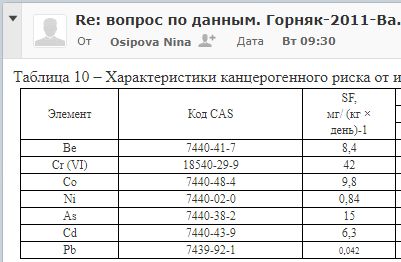 Re: вопрос по данным. Горняк-2011-Ва.
От Osipova Nina Дата Вт 09:30
Таблица 10 – Характеристики канцерогенного риска от и
Элемент Код CAS SF,
мг/ (кг ×
день)-1
Be 7440-41-7 8,4
Cr (VI) 18540-29-9 42
Co 7440-48-4 9,8
Ni 7440-02-0 0,84
As 7440-38-2 15
Cd 7440-43-9 6,3
Pb 7439-92-1 0,042